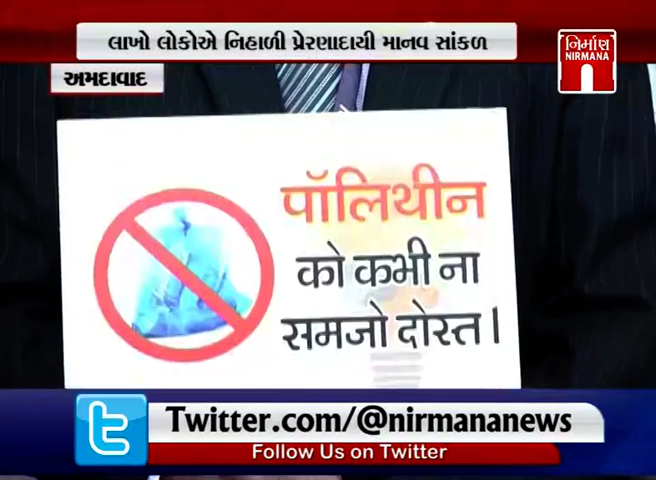 લાખો લોકોએ નિહાળી પ્રેરણાદાયી માનવ સાંકળ
નિર્માણ
NIRMANA
અમદાવાદ
पॉलिथीन
को कभी ना
समजो दोस्त।
Twitter.com/@nirmananews
Follow Us on Twitter